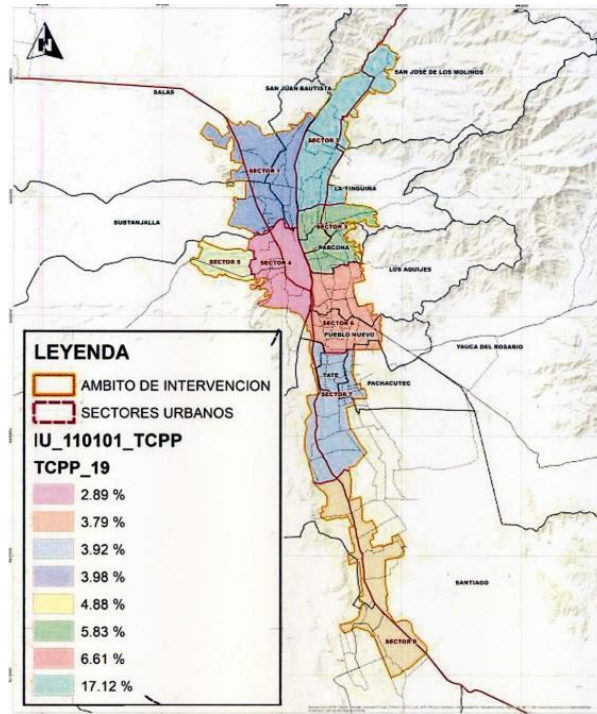 N
SAN JOSÉ DE LOS MOLINOS
SAN JUAN BAUTISTA
SALAS
SECTOR 2
SECTOR 1
LA TINGUIÑA
SUBTANJALLA
SECTOR 3
PARCONA
SECTOR 5
SECTOR 4
LOS AQUIJES
SECTOR 6
PUEBLO NUEVO
YAUCA DEL ROSARIO
TATE
PACHACUTEC
SECTOR 7
SANTIAGO
LEYENDA
AMBITO DE INTERVENCION
SECTORES URBANOS
IU_110101_TCPP
TCPP_19
2.89 %
3.79 %
3.92 %
3.98 %
4.88 %
5.83 %
6.61 %
17.12 %